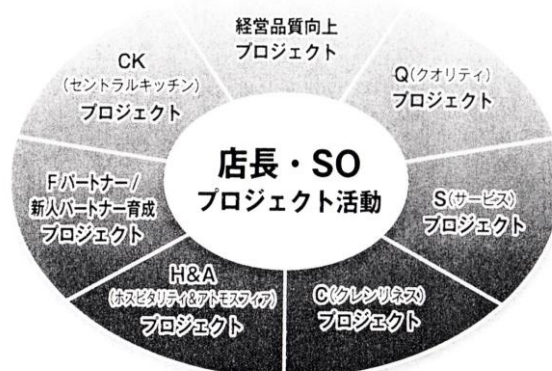 経営品質向上
プロジェクト
Q(クオリティ)
プロジェクト
S(サービス)
プロジェクト
C(クレンリネス)
プロジェクト
H&A
(ホスピタリティ&アトモスフィア)
プロジェクト
Fパートナー/
新人パートナー育成
プロジェクト
CK
(セントラルキッチン)
プロジェクト
店長・SO
プロジェクト活動